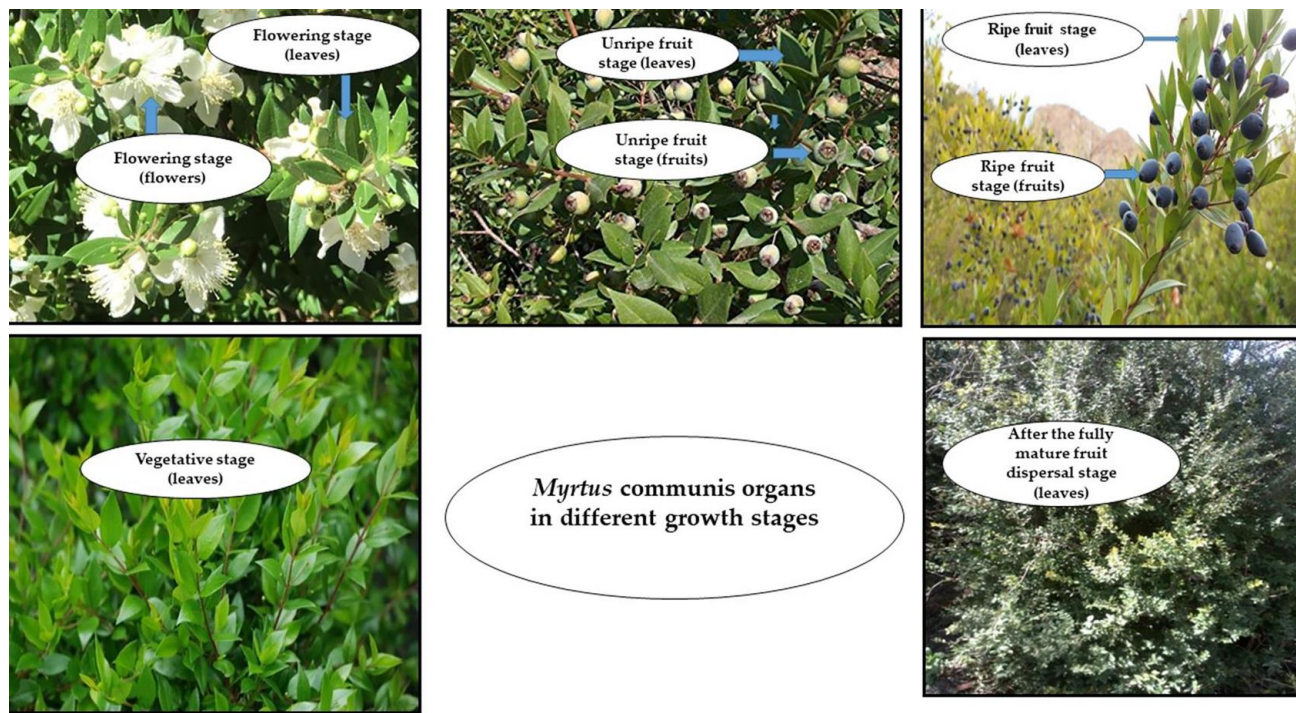 Flowering stage
(leaves)
Flowering stage
(flowers)
Unripe fruit
stage (leaves)
Unripe fruit
stage (fruits)
Ripe fruit stage
(leaves)
Ripe fruit
stage (fruits)
Vegetative stage
(leaves)
Myrtus communis organs
in different growth stages
After the fully
mature fruit
dispersal stage
(leaves)